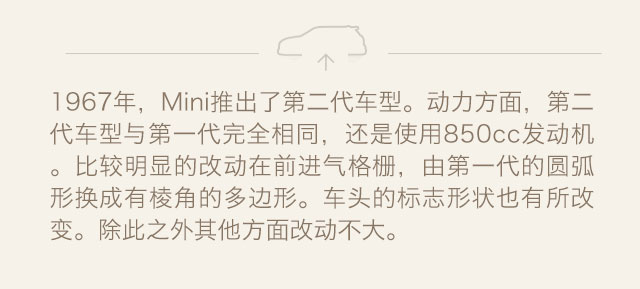 1967年，Mini推出了第二代车型。动力方面，第二
代车型与第一代完全相同，还是使用850cc发动机
。比较明显的改动在前进气格栅，由第一代的圆弧
形换成有棱角的多边形。车头的标志形状也有所改
变。除此之外其他方面改动不大。